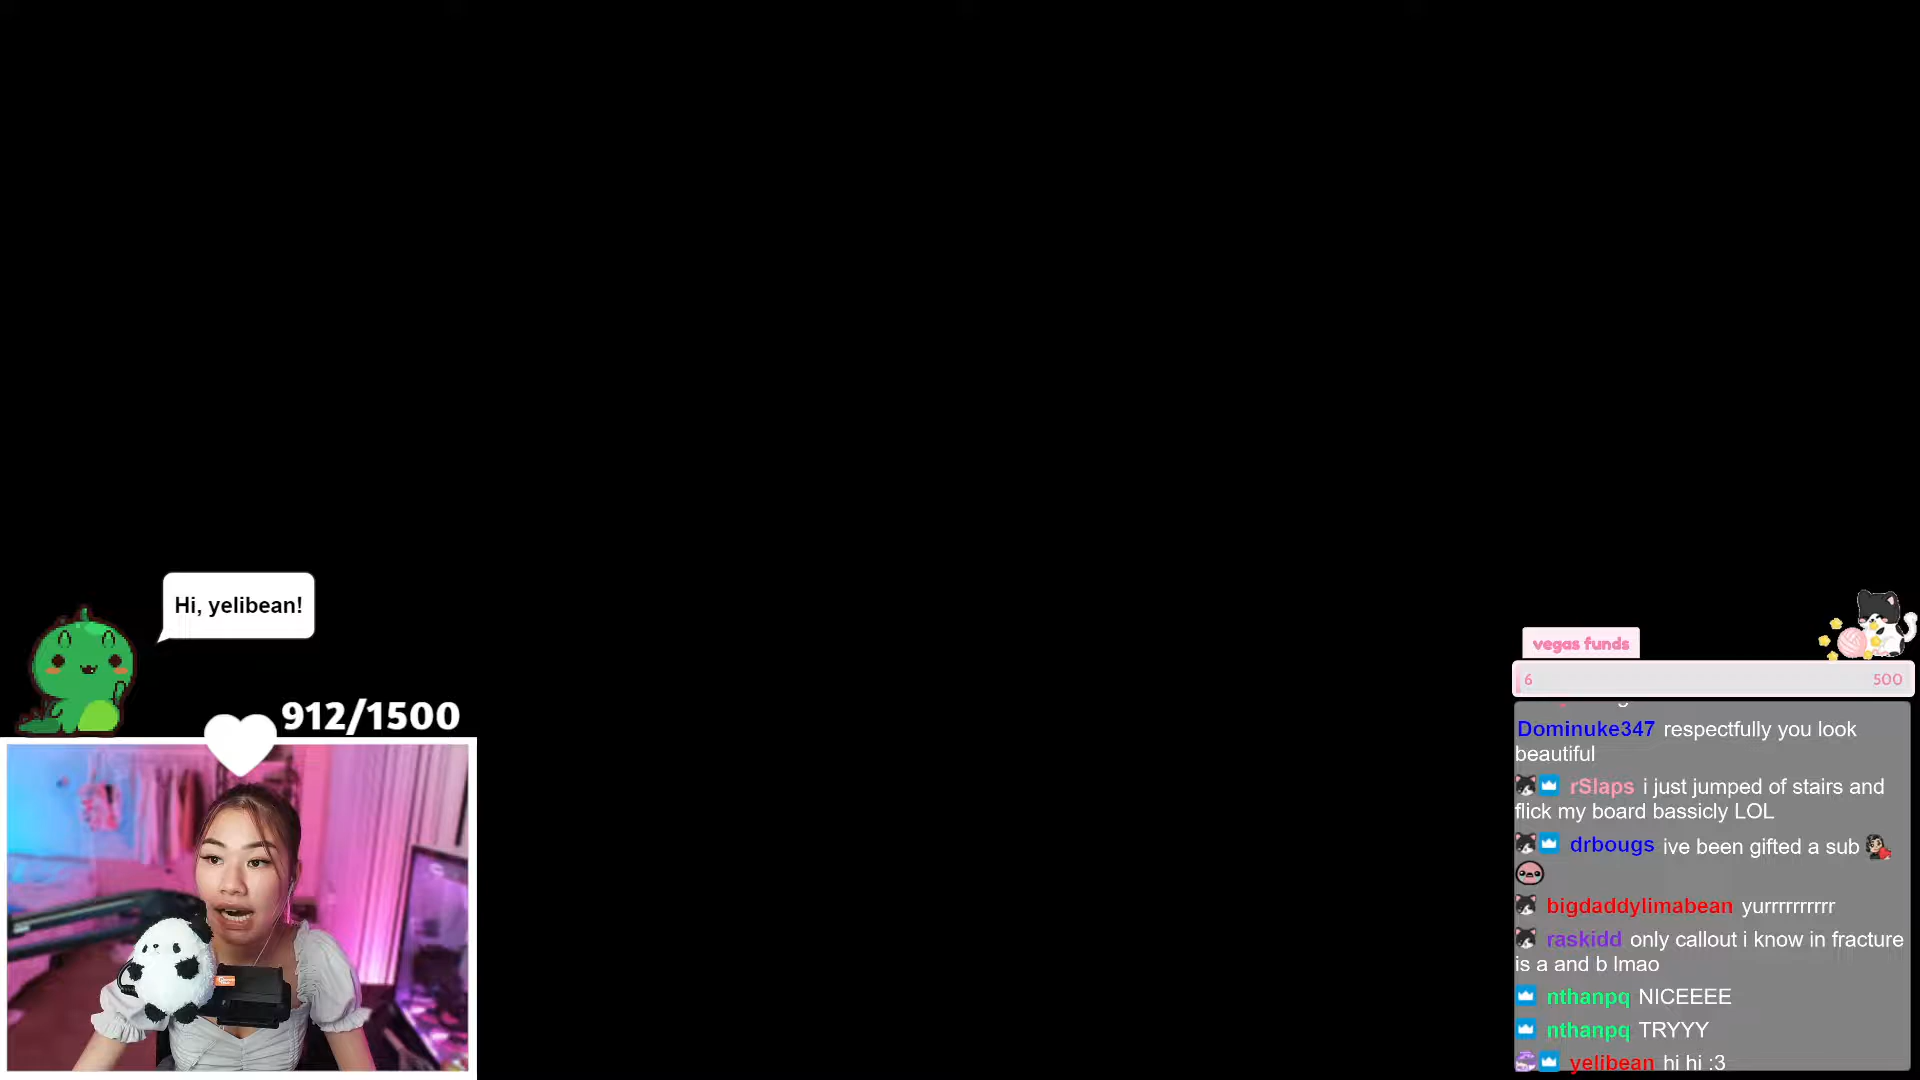 Hi, yelibean!
912/1500
vegas funds
6 500
Dominuke347 respectfully you look
beautiful
rSlaps i just jumped of stairs and
flick my board bassicly LOL
drbougs ive been gifted a sub
bigdaddylimabean yurrrrrrrrrr
raskidd only callout i know in fracture
is a and b lmao
nthanpq NICEEEE
nthanpq TRYYY
yelibean hi hi :3